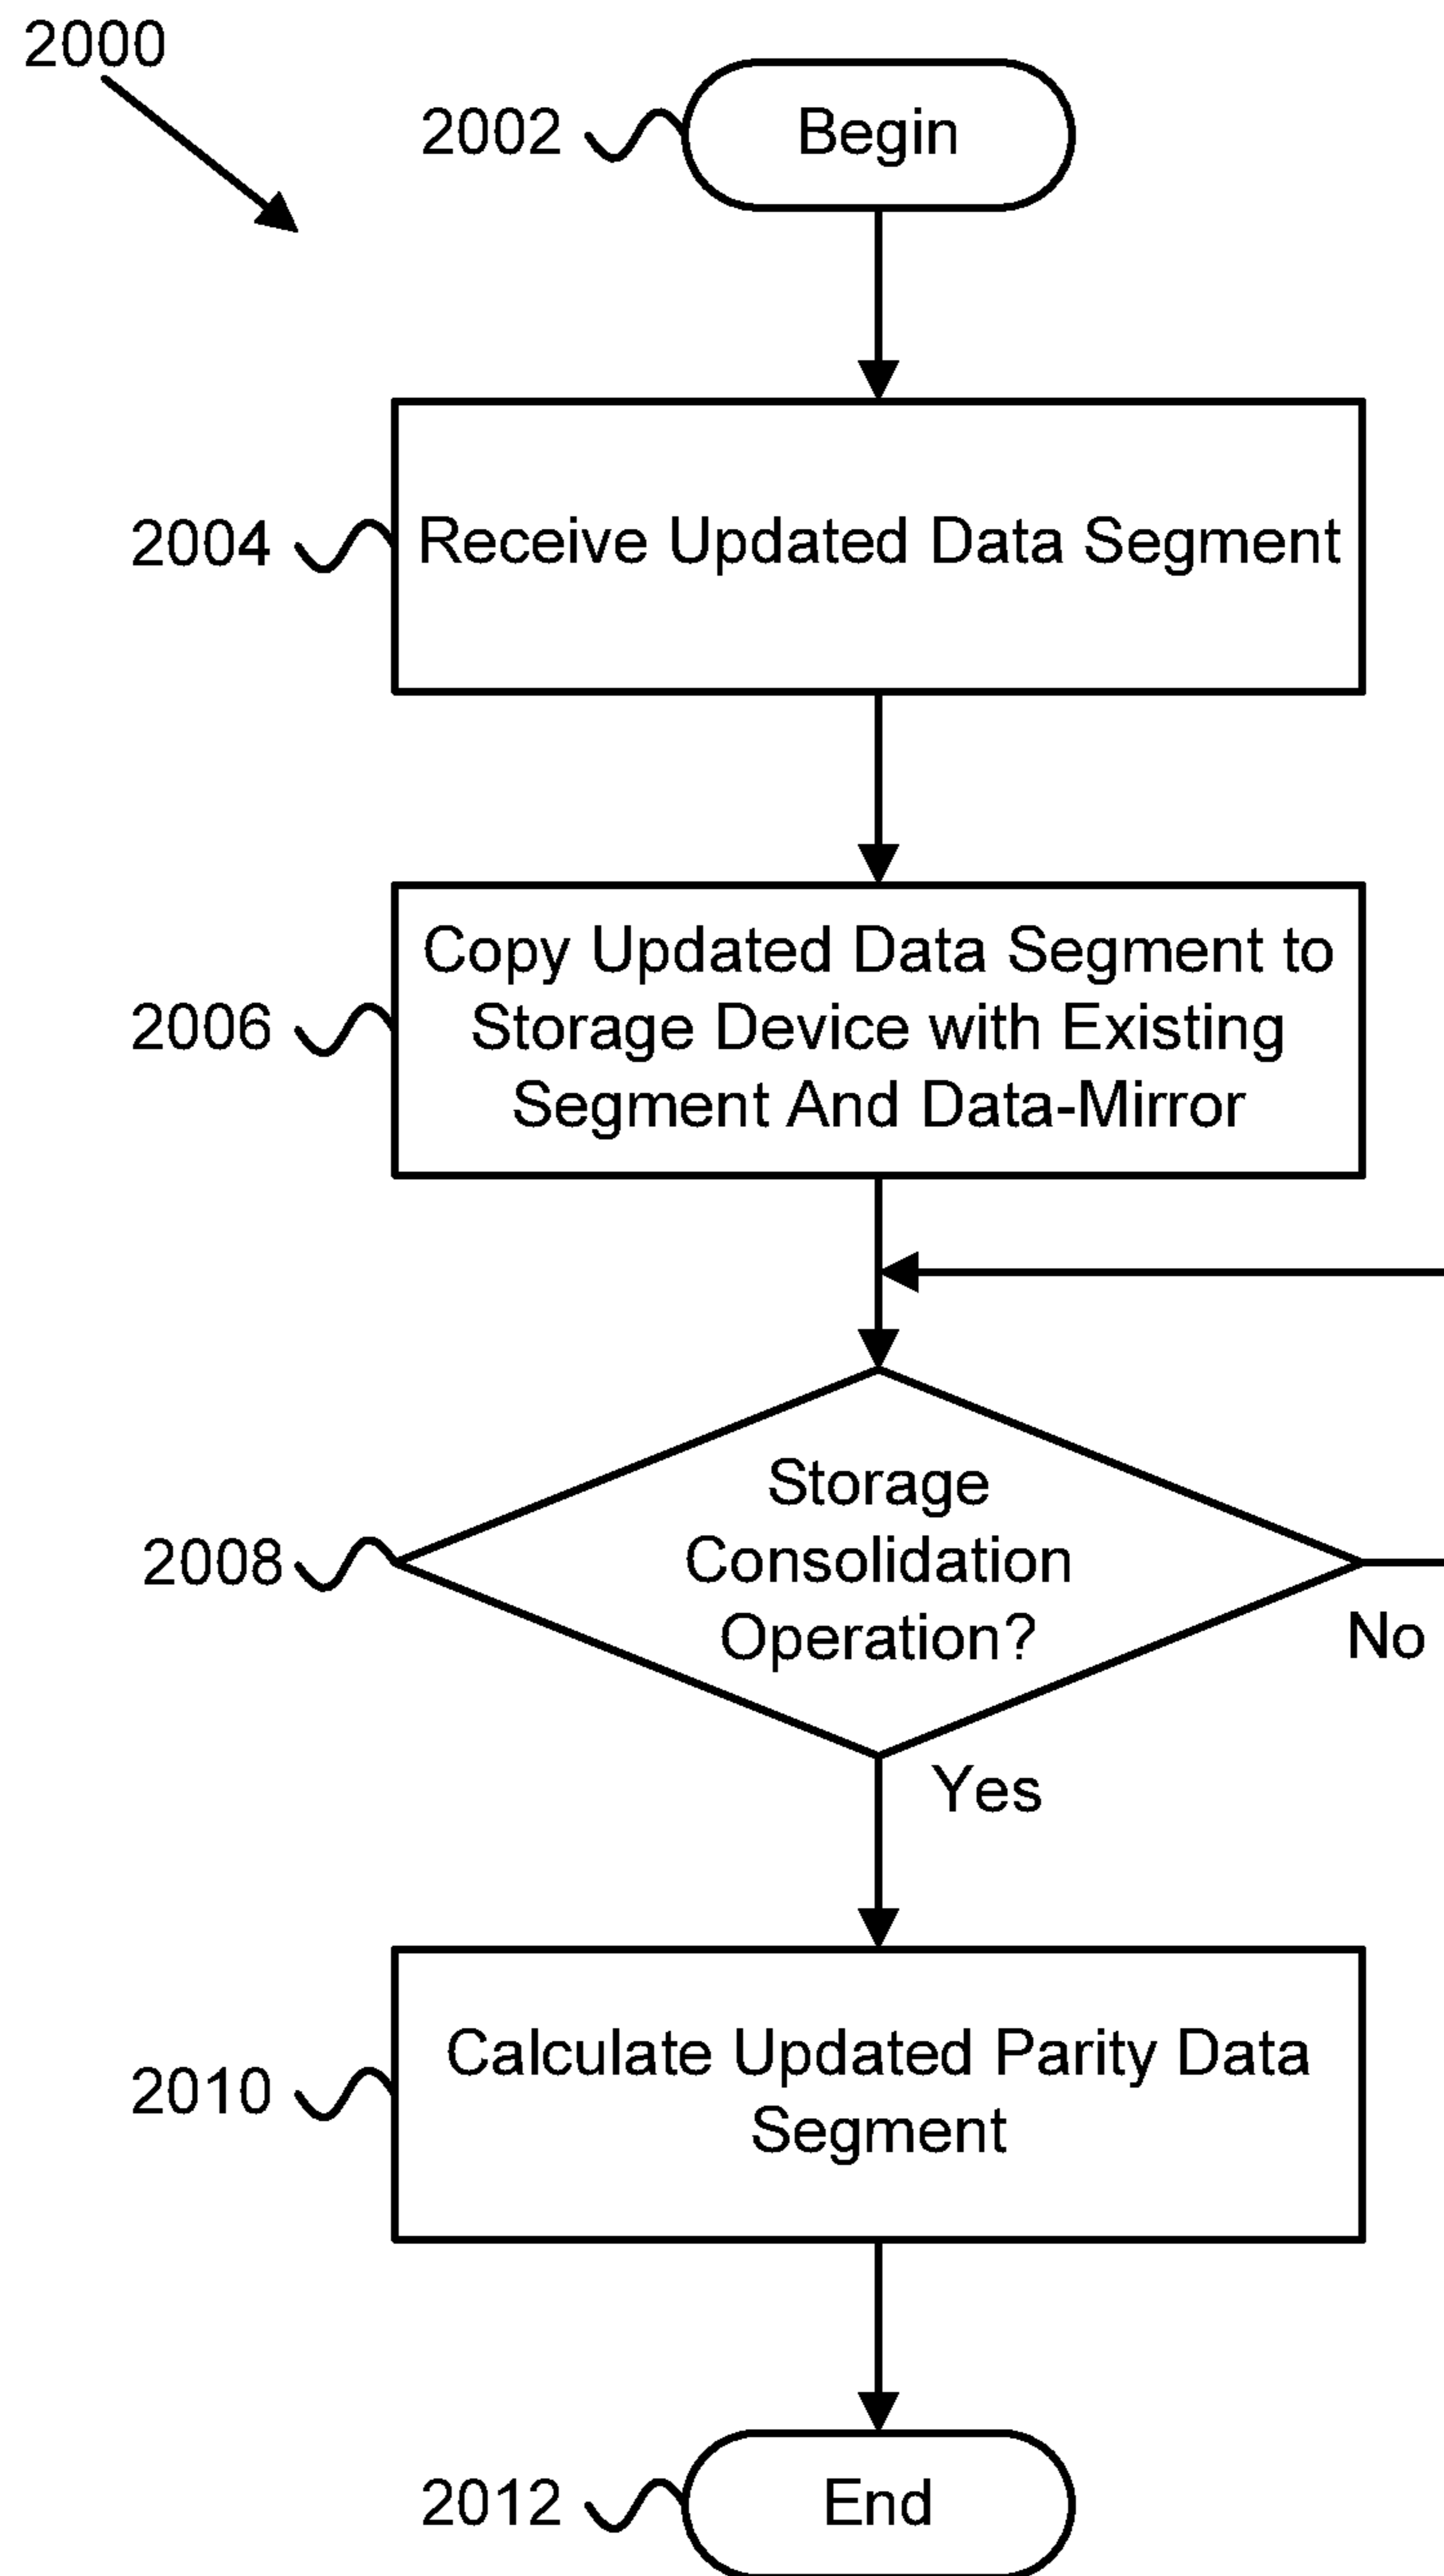 2000
2002
Begin
2004
Receive Updated Data Segment
2006
Copy Updated Data Segment to
Storage Device with Existing
Segment And Data-Mirror
2008
Storage
Consolidation
Operation?
No
Yes
2010
Calculate Updated Parity Data
Segment
2012
End